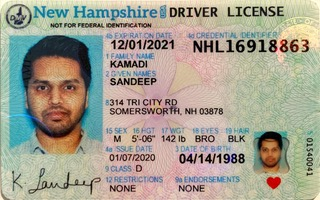 New Hampshire DRIVER LICENSE
NOT FOR FEDERAL IDENTIFICATION
4b EXPIRATION DATE 4d CREDENTIAL IDENTIFIER
12/01/2021 NHL16918863
1 FAMILY NAME
KAMADI
2 GIVEN NAMES
SANDEEP
8 314 TRI CITY RD
SOMERSWORTH, NH 03878
15 SEX 16 HGT 17 WGT 18 EYES 19 HAIR
M 5'-06" 142 lb BRO BLK
4a ISSUE DATE 3 DATE OF BIRTH
01/07/2020 04/14/1988
12 RESTRICTIONS 9 CLASS 9a ENDORSEMENTS
NONE D NONE
K. Sandeep
01540041